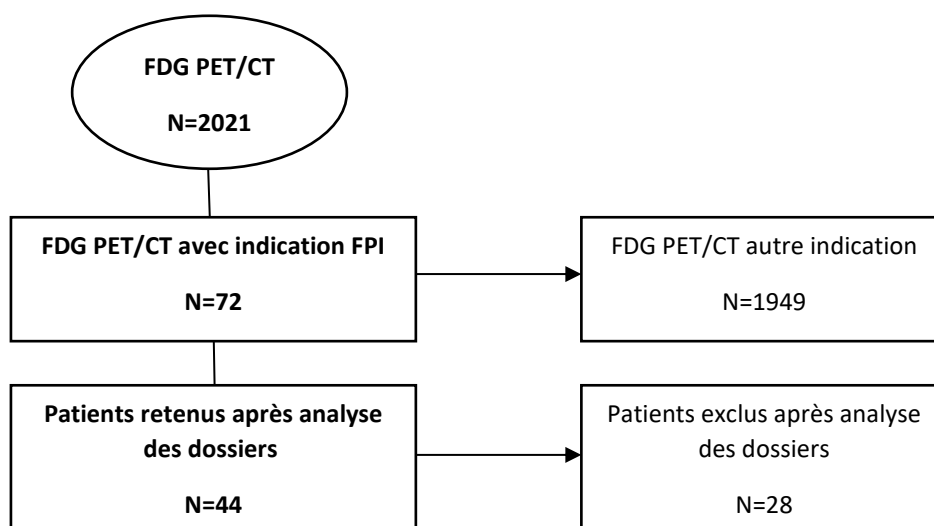 FDG PET/CT
N=2021
FDG PET/CT avec indication FPI
N=72
FDG PET/CT autre indication
N=1949
Patients retenus après analyse
des dossiers
N=44
Patients exclus après analyse
des dossiers
N=28